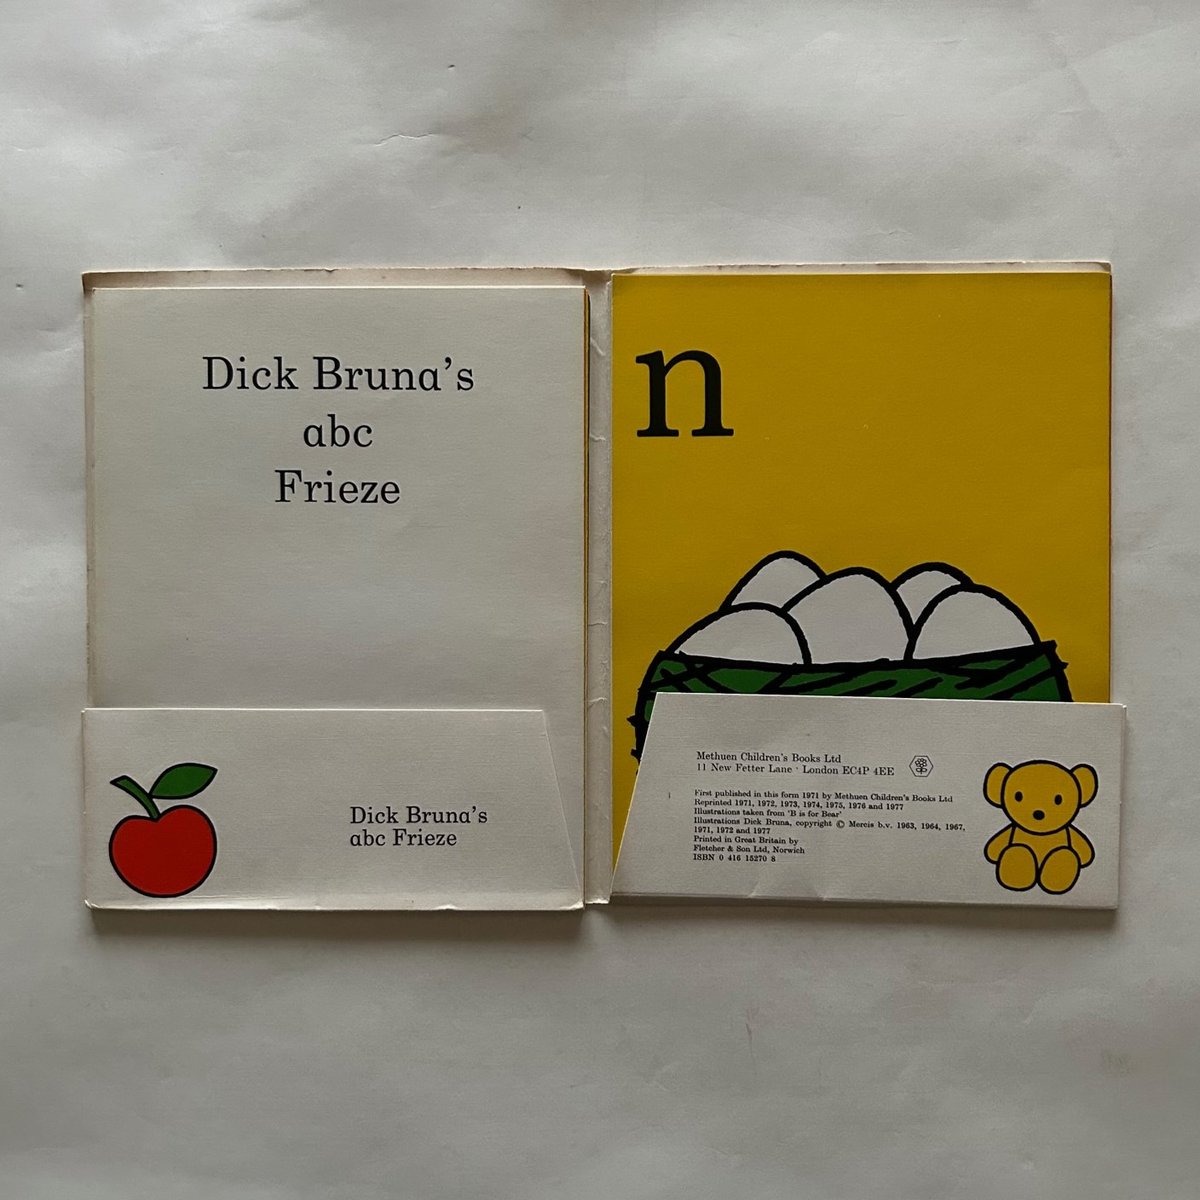 Dick Bruna's
abc
Frieze
Dick Bruna's
abc Frieze
n
Methuen Children's Books Ltd
11 New Fetter Lane · London EC4P 4EE
First published in this form 1971 by Methuen Children's Books Ltd
Reprinted 1971, 1972, 1973, 1974, 1975, 1976 and 1977
Illustrations taken from 'B is for Bear'
Illustrations Dick Bruna, copyright © Mercis b.v. 1963, 1964, 1967,
1971, 1972 and 1977
Printed in Great Britain by
Fletcher & Son Ltd, Norwich
ISBN 0 416 15270 8